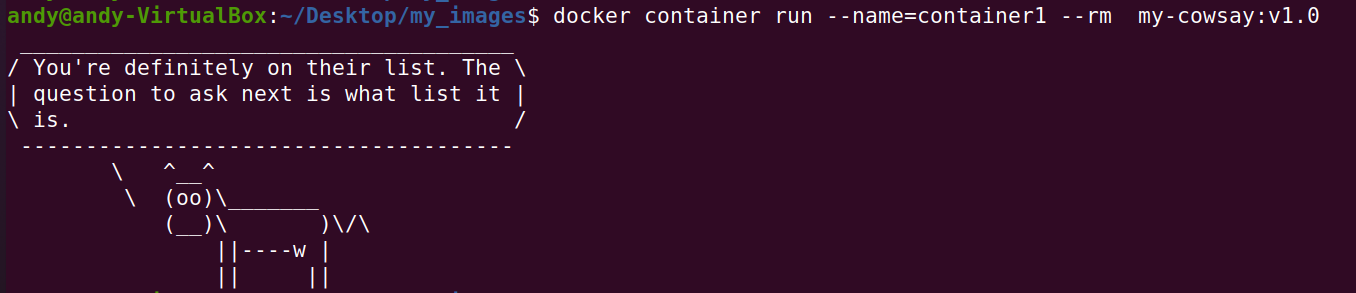 andy@andy-VirtualBox:~/Desktop/my_images$ docker container run --name=container1 --rm  my-cowsay:v1.0
 ______________________________________
/ You're definitely on their list. The \
| question to ask next is what list it |
\ is.                                  /
 --------------------------------------
        \   ^__^
         \  (oo)\_______
            (__)\       )\/\
                ||----w |
                ||     ||